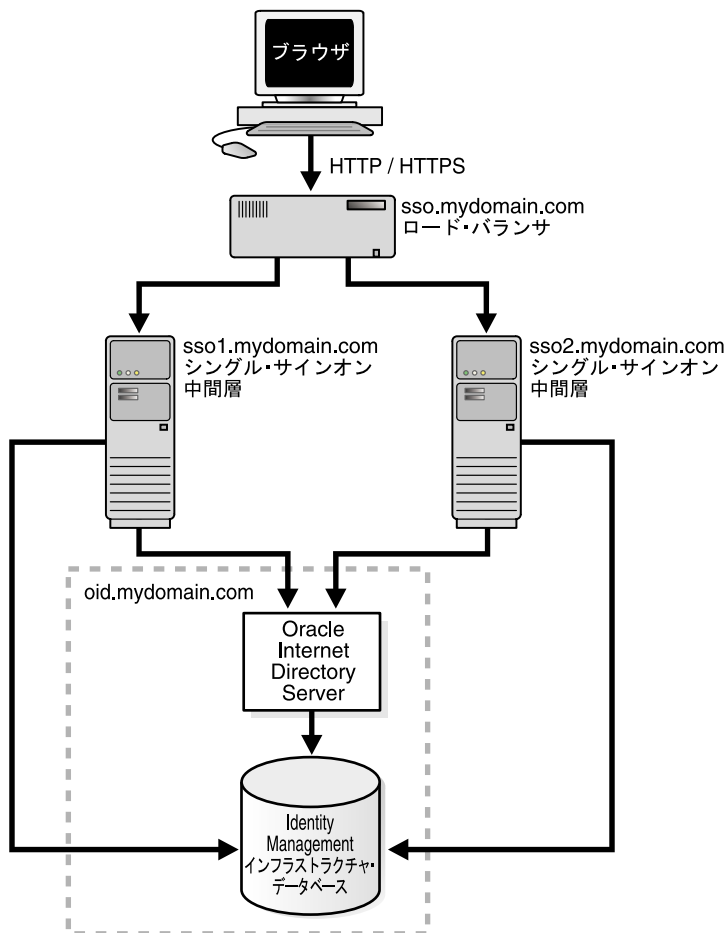 ブラウザ
HTTP / HTTPS
sso.mydomain.com
ロード・バランサ
sso1.mydomain.com
シングル・サインオン
中間層
sso2.mydomain.com
シングル・サインオン
中間層
oid.mydomain.com
Oracle
Internet
Directory
Server
Identity
Management
インフラストラクチャ・
データベース